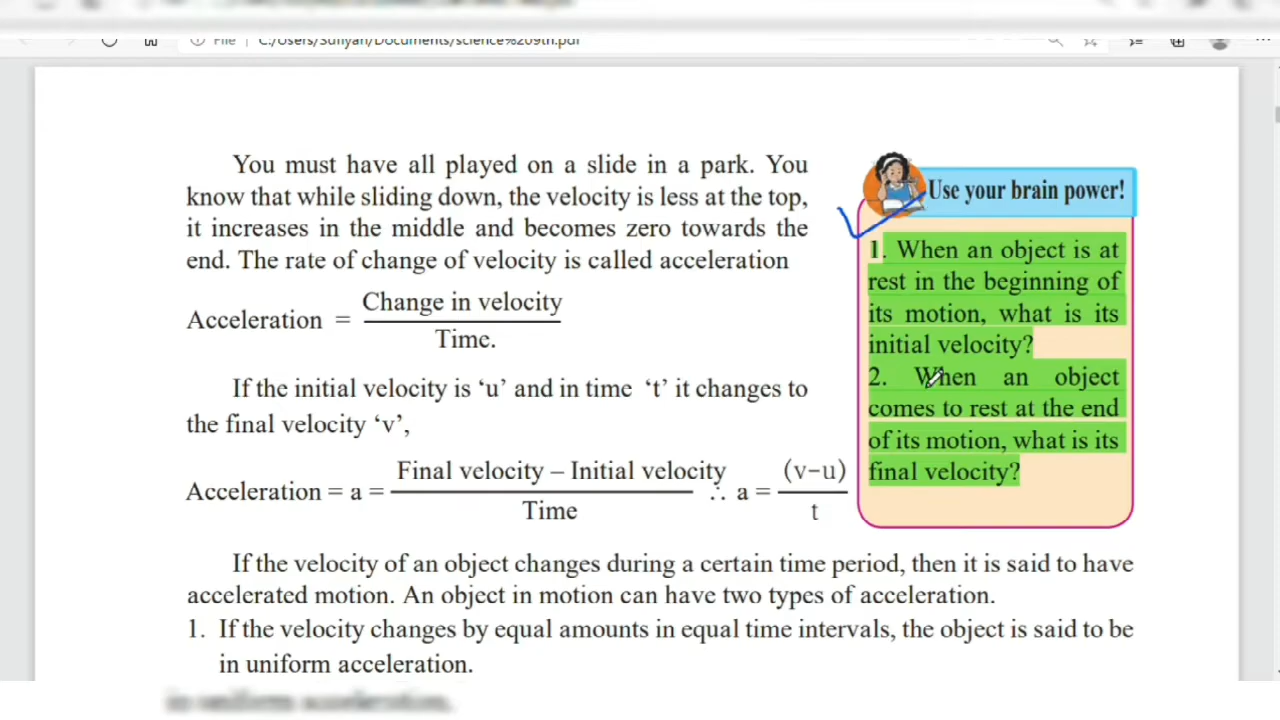 File | C:/Users/Sufiyan/Documents/science%209th.pdf
You must have all played on a slide in a park. You
know that while sliding down, the velocity is less at the top,
it increases in the middle and becomes zero towards the
end. The rate of change of velocity is called acceleration
Acceleration = Change in velocity
Time.
If the initial velocity is ‘u’ and in time ‘t’ it changes to
the final velocity ‘v’,
Acceleration = a = Final velocity – Initial velocity ∴ a = (v–u)
Time t
Use your brain power!
1. When an object is at
rest in the beginning of
its motion, what is its
initial velocity?
2. When an object
comes to rest at the end
of its motion, what is its
final velocity?
If the velocity of an object changes during a certain time period, then it is said to have
accelerated motion. An object in motion can have two types of acceleration.
1. If the velocity changes by equal amounts in equal time intervals, the object is said to be
in uniform acceleration.
in uniform acceleration.